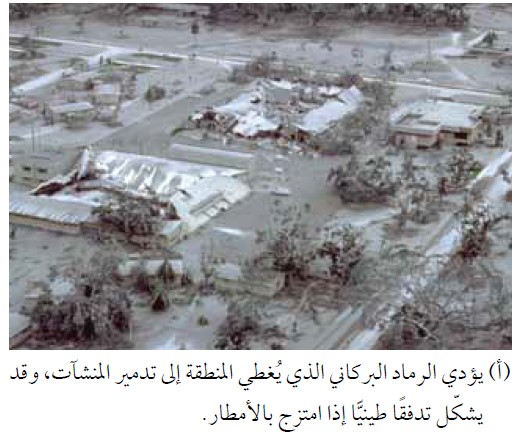 (أ) يؤدي الرماد البركاني الذي يُغطي المنطقة إلى تدمير المنشآت، وقد
يشكّل تدفقًا طينيًّا إذا امتزج بالأمطار.